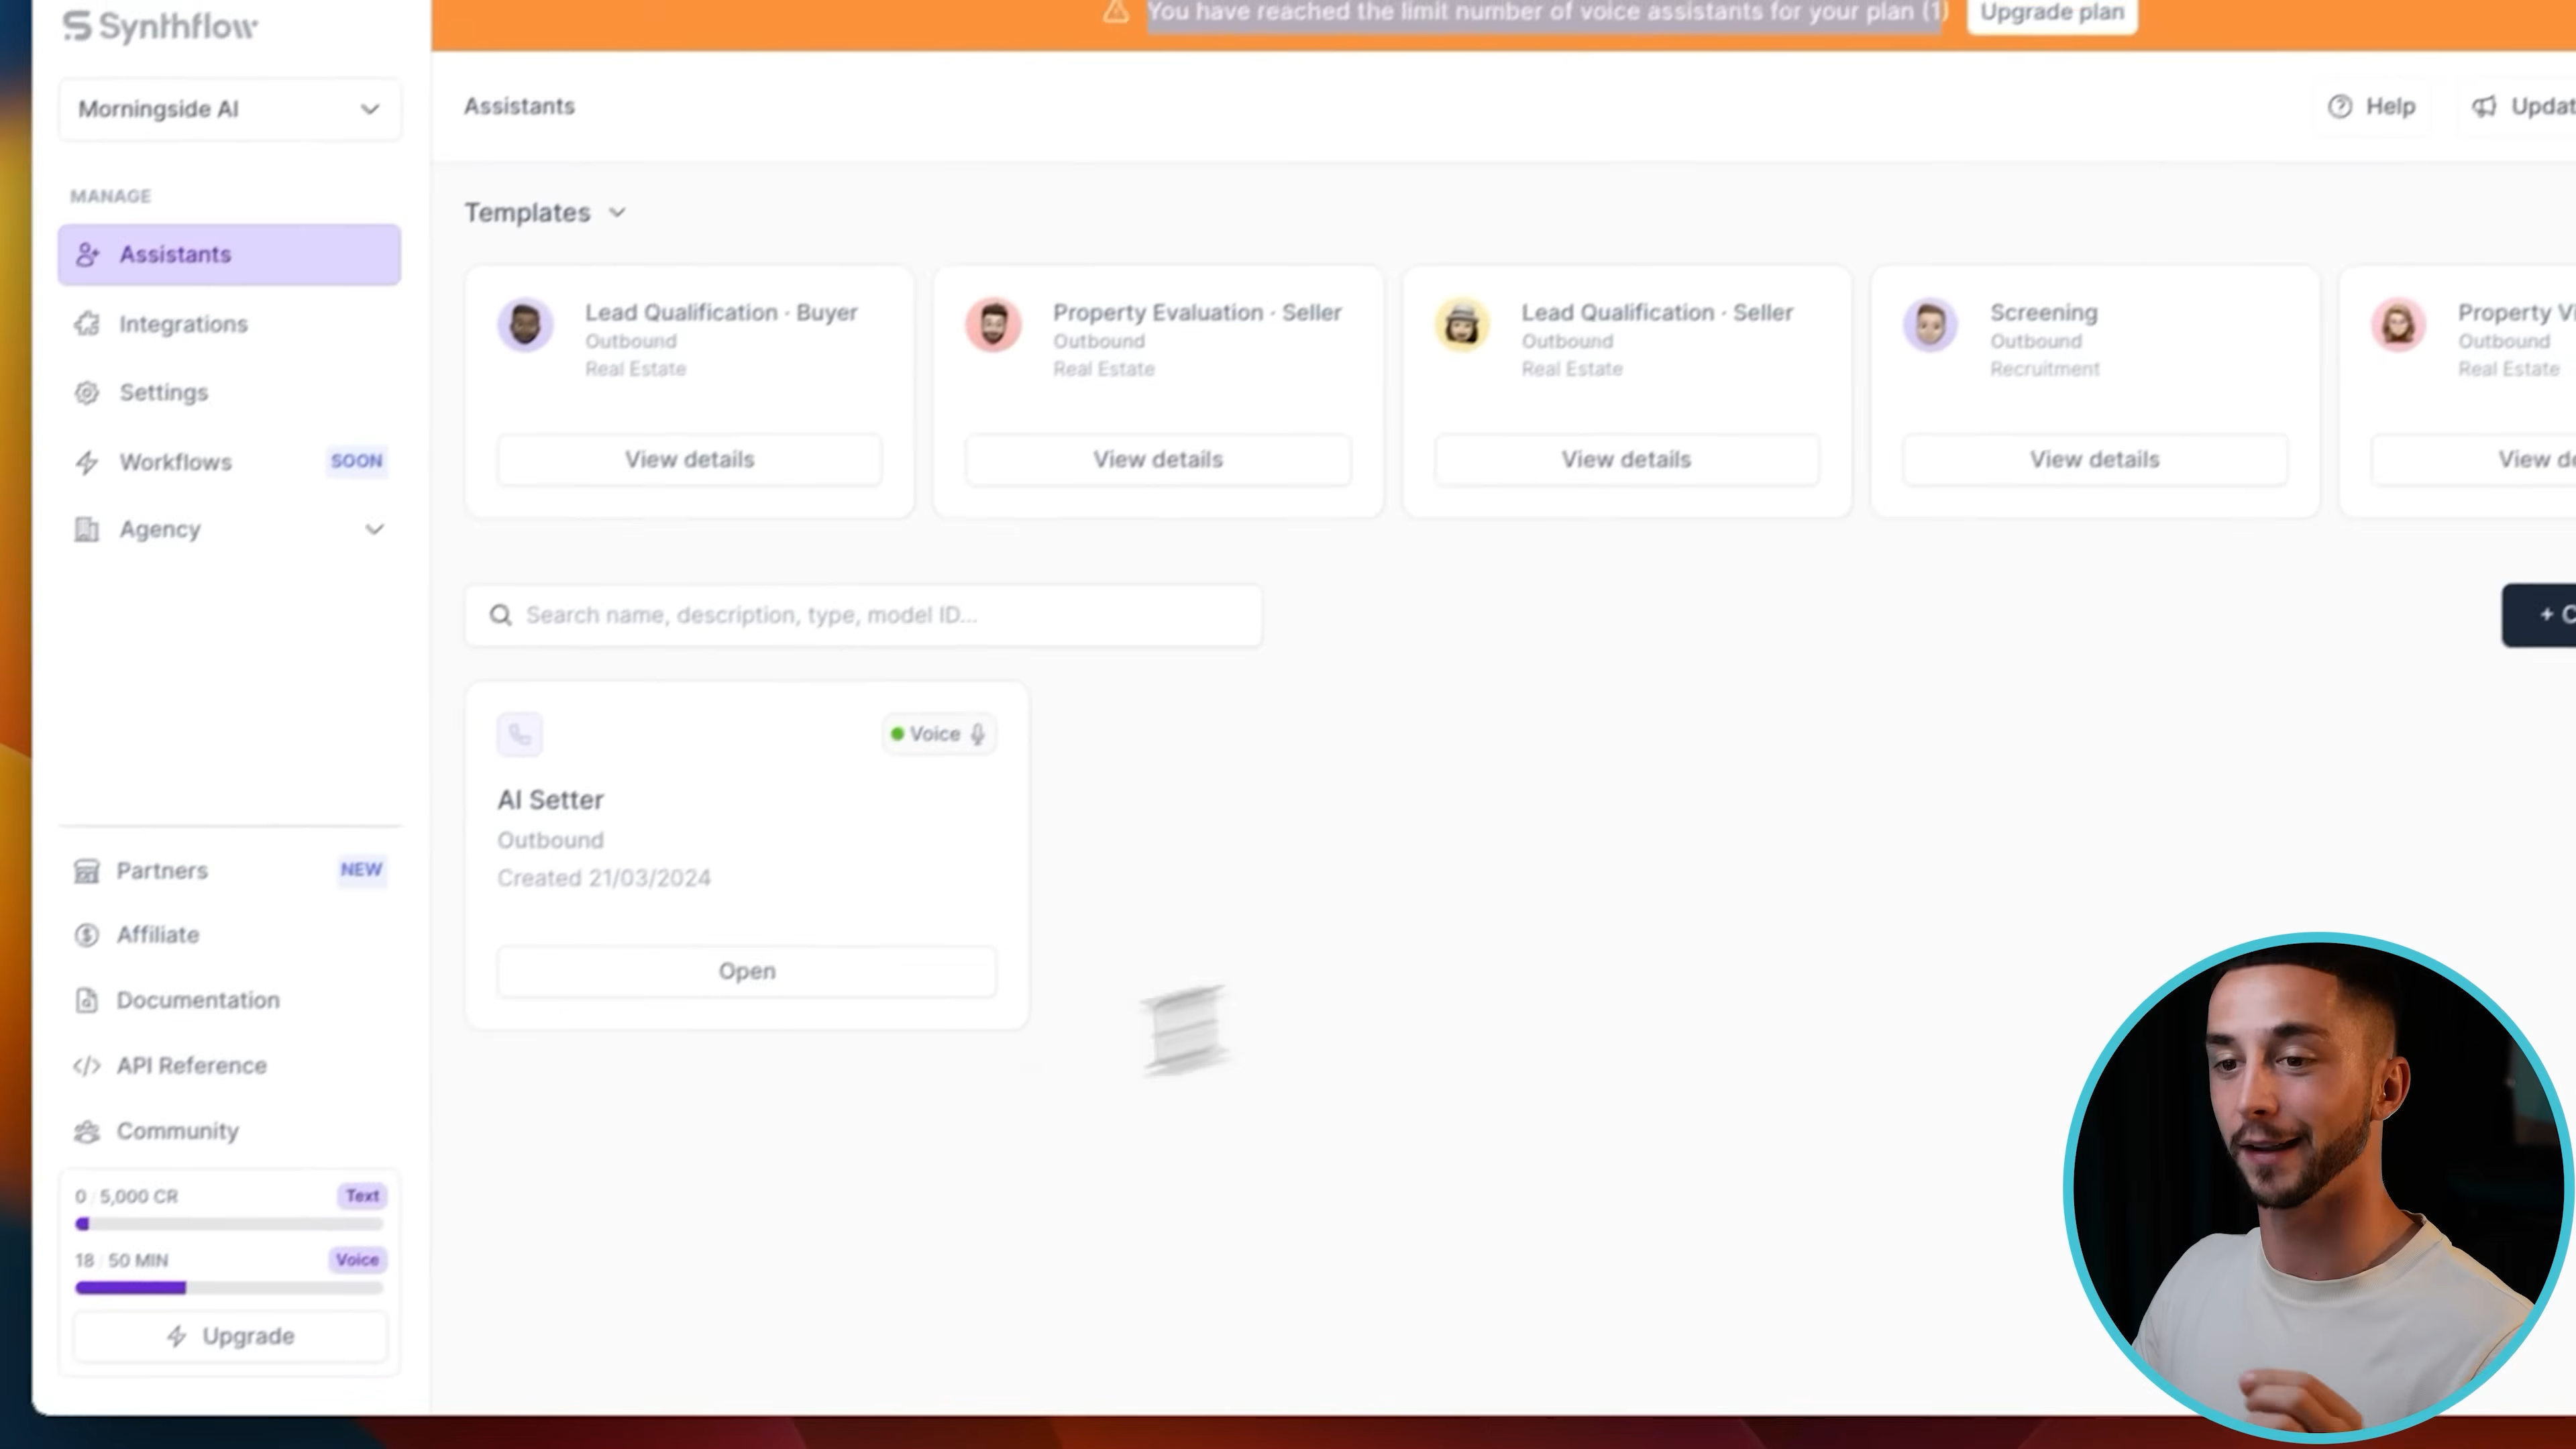 Synthflow
You have reached the limit number of voice assistants for your plan (1)
Upgrade plan
Morningside AI
Assistants
Help
MANAGE
Assistants
Integrations
Settings
Workflows SOON
Agency
Templates
Lead Qualification · Buyer
Outbound
Real Estate
View details
Property Evaluation · Seller
Outbound
Real Estate
View details
Lead Qualification · Seller
Outbound
Real Estate
View details
Screening
Outbound
Recruitment
View details
Property
Outbound
Real Estate
View
Search name, description, type, model ID...
+
Voice
AI Setter
Outbound
Created 21/03/2024
Open
Partners NEW
Affiliate
Documentation
API Reference
Community
0 / 5,000 CR Text
18 / 50 MIN Voice
Upgrade